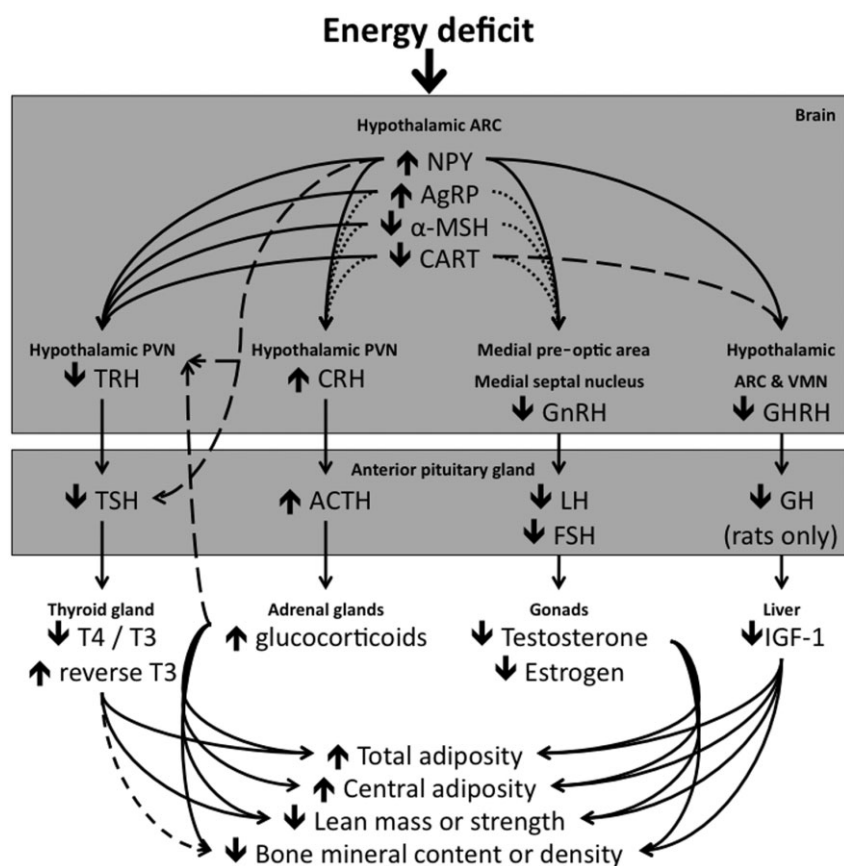 Energy deficit
Brain
Hypothalamic ARC
NPY
AgRP
α-MSH
CART
Hypothalamic PVN
TRH
Hypothalamic PVN
CRH
Medial pre-optic area
Medial septal nucleus
GnRH
Hypothalamic
ARC & VMN
GHRH
Anterior pituitary gland
TSH
ACTH
LH
FSH
GH
(rats only)
Thyroid gland
T4 / T3
reverse T3
Adrenal glands
glucocorticoids
Gonads
Testosterone
Estrogen
Liver
IGF-1
Total adiposity
Central adiposity
Lean mass or strength
Bone mineral content or density